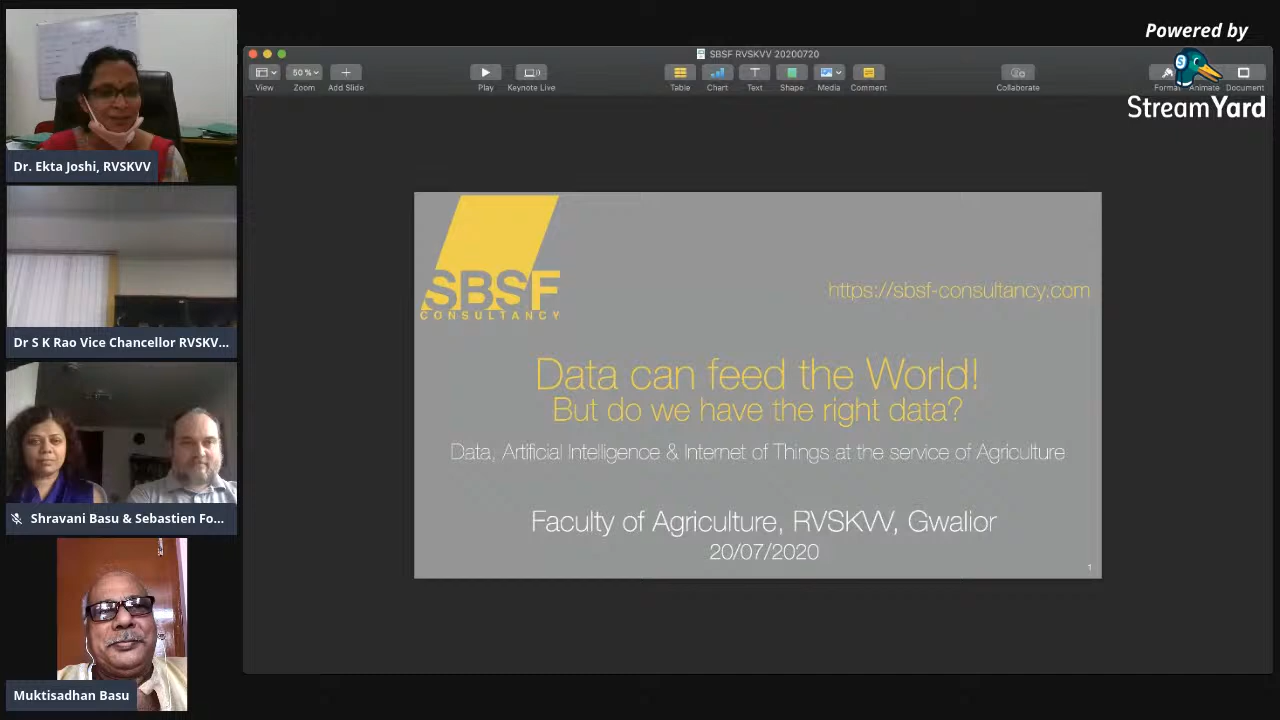 Powered by
StreamYard
SBSF RVSKVV 20200720
50%
View
Zoom
Add Slide
Play
Keynote Live
Table
Chart
Text
Shape
Media
Comment
Collaborate
Format
Animate
Document
Dr. Ekta Joshi, RVSKVV
Dr S K Rao Vice Chancellor RVSKV...
Shravani Basu & Sebastien Fo...
Muktisadhan Basu
SBSF
CONSULTANCY
https://sbsf-consultancy.com
Data can feed the World!
But do we have the right data?
Data, Artificial Intelligence & Internet of Things at the service of Agriculture
Faculty of Agriculture, RVSKVV, Gwalior
20/07/2020
1